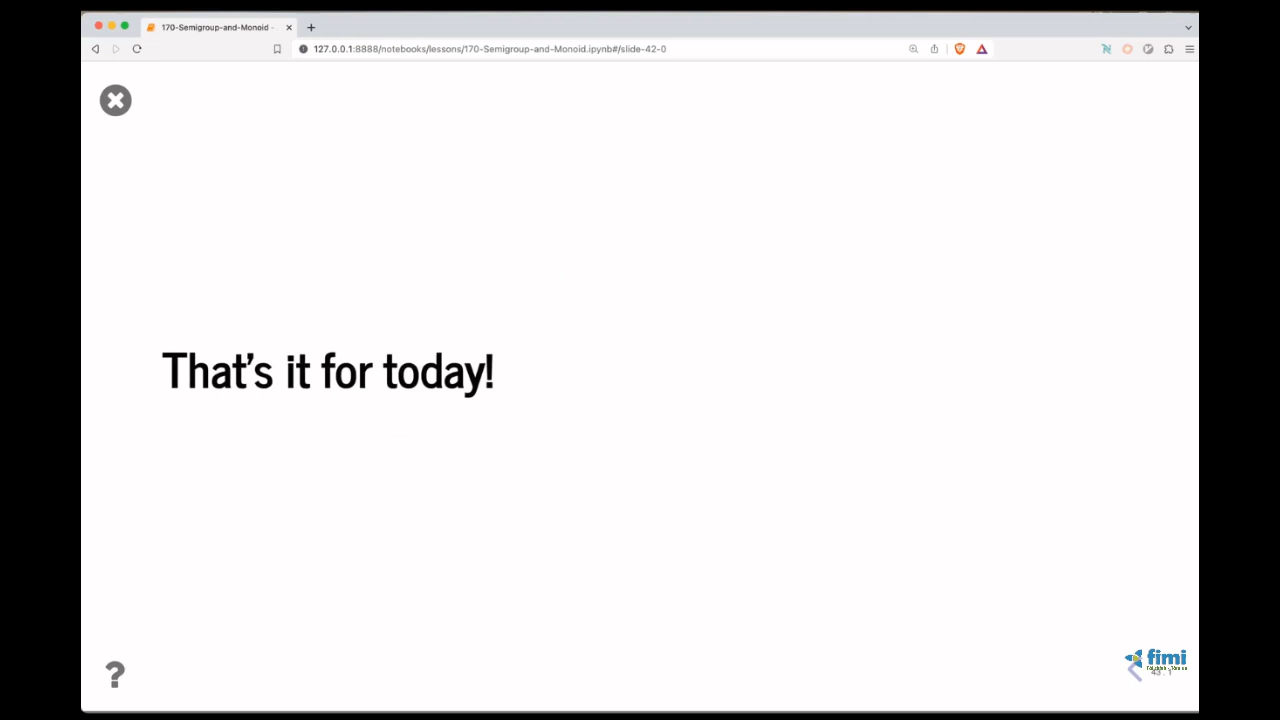 170-Semigroup-and-Monoid -
127.0.0.1:8888/notebooks/lessons/170-Semigroup-and-Monoid.ipynb#/slide-42-0
That's it for today!
?
fimi